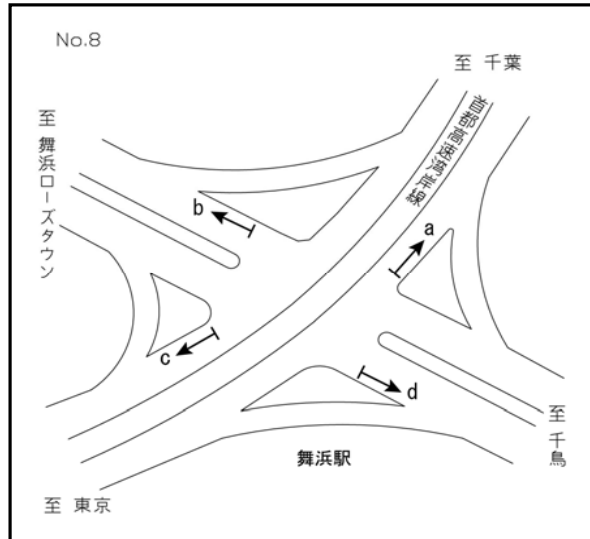 No.8
至 千葉
至 舞浜ローズタウン
首都高速湾岸線
a
b
c
d
至 千鳥
舞浜駅
至 東京